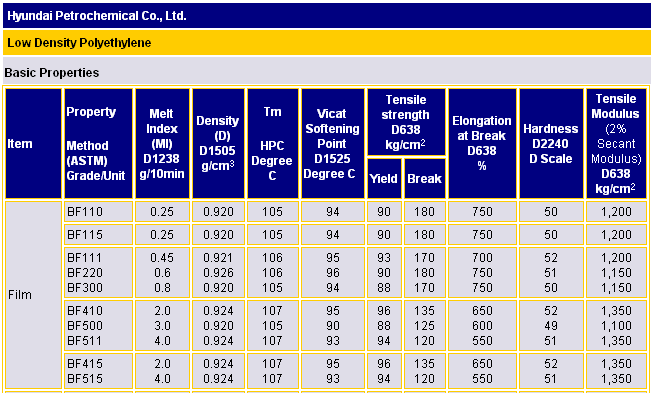 Hyundai Petrochemical Co., Ltd.
Low Density Polyethylene
Basic Properties
Item
Property
Method
(ASTM)
Grade/Unit
Melt
Index
(MI)
D1238
g/10min
Density
(D)
D1505
g/cm3
Tm
HPC
Degree
C
Vicat
Softening
Point
D1525
Degree C
Tensile
strength
D638
kg/cm2
Yield
Break
Elongation
at Break
D638
%
Hardness
D2240
D Scale
Tensile
Modulus
(2%
Secant
Modulus)
D638
kg/cm2
Film
BF110 0.25 0.920 105 94 90 180 750 50 1,200
BF115 0.25 0.920 105 94 90 180 750 50 1,200
BF111 0.45 0.921 106 95 93 170 700 52 1,200
BF220 0.6 0.926 106 96 90 180 750 51 1,150
BF300 0.8 0.920 105 94 88 170 750 50 1,150
BF410 2.0 0.924 107 95 96 135 650 52 1,350
BF500 3.0 0.924 107 90 88 125 600 49 1,100
BF511 4.0 0.924 107 93 94 120 550 51 1,350
BF415 2.0 0.924 107 95 96 135 650 52 1,350
BF515 4.0 0.924 107 93 94 120 550 51 1,350